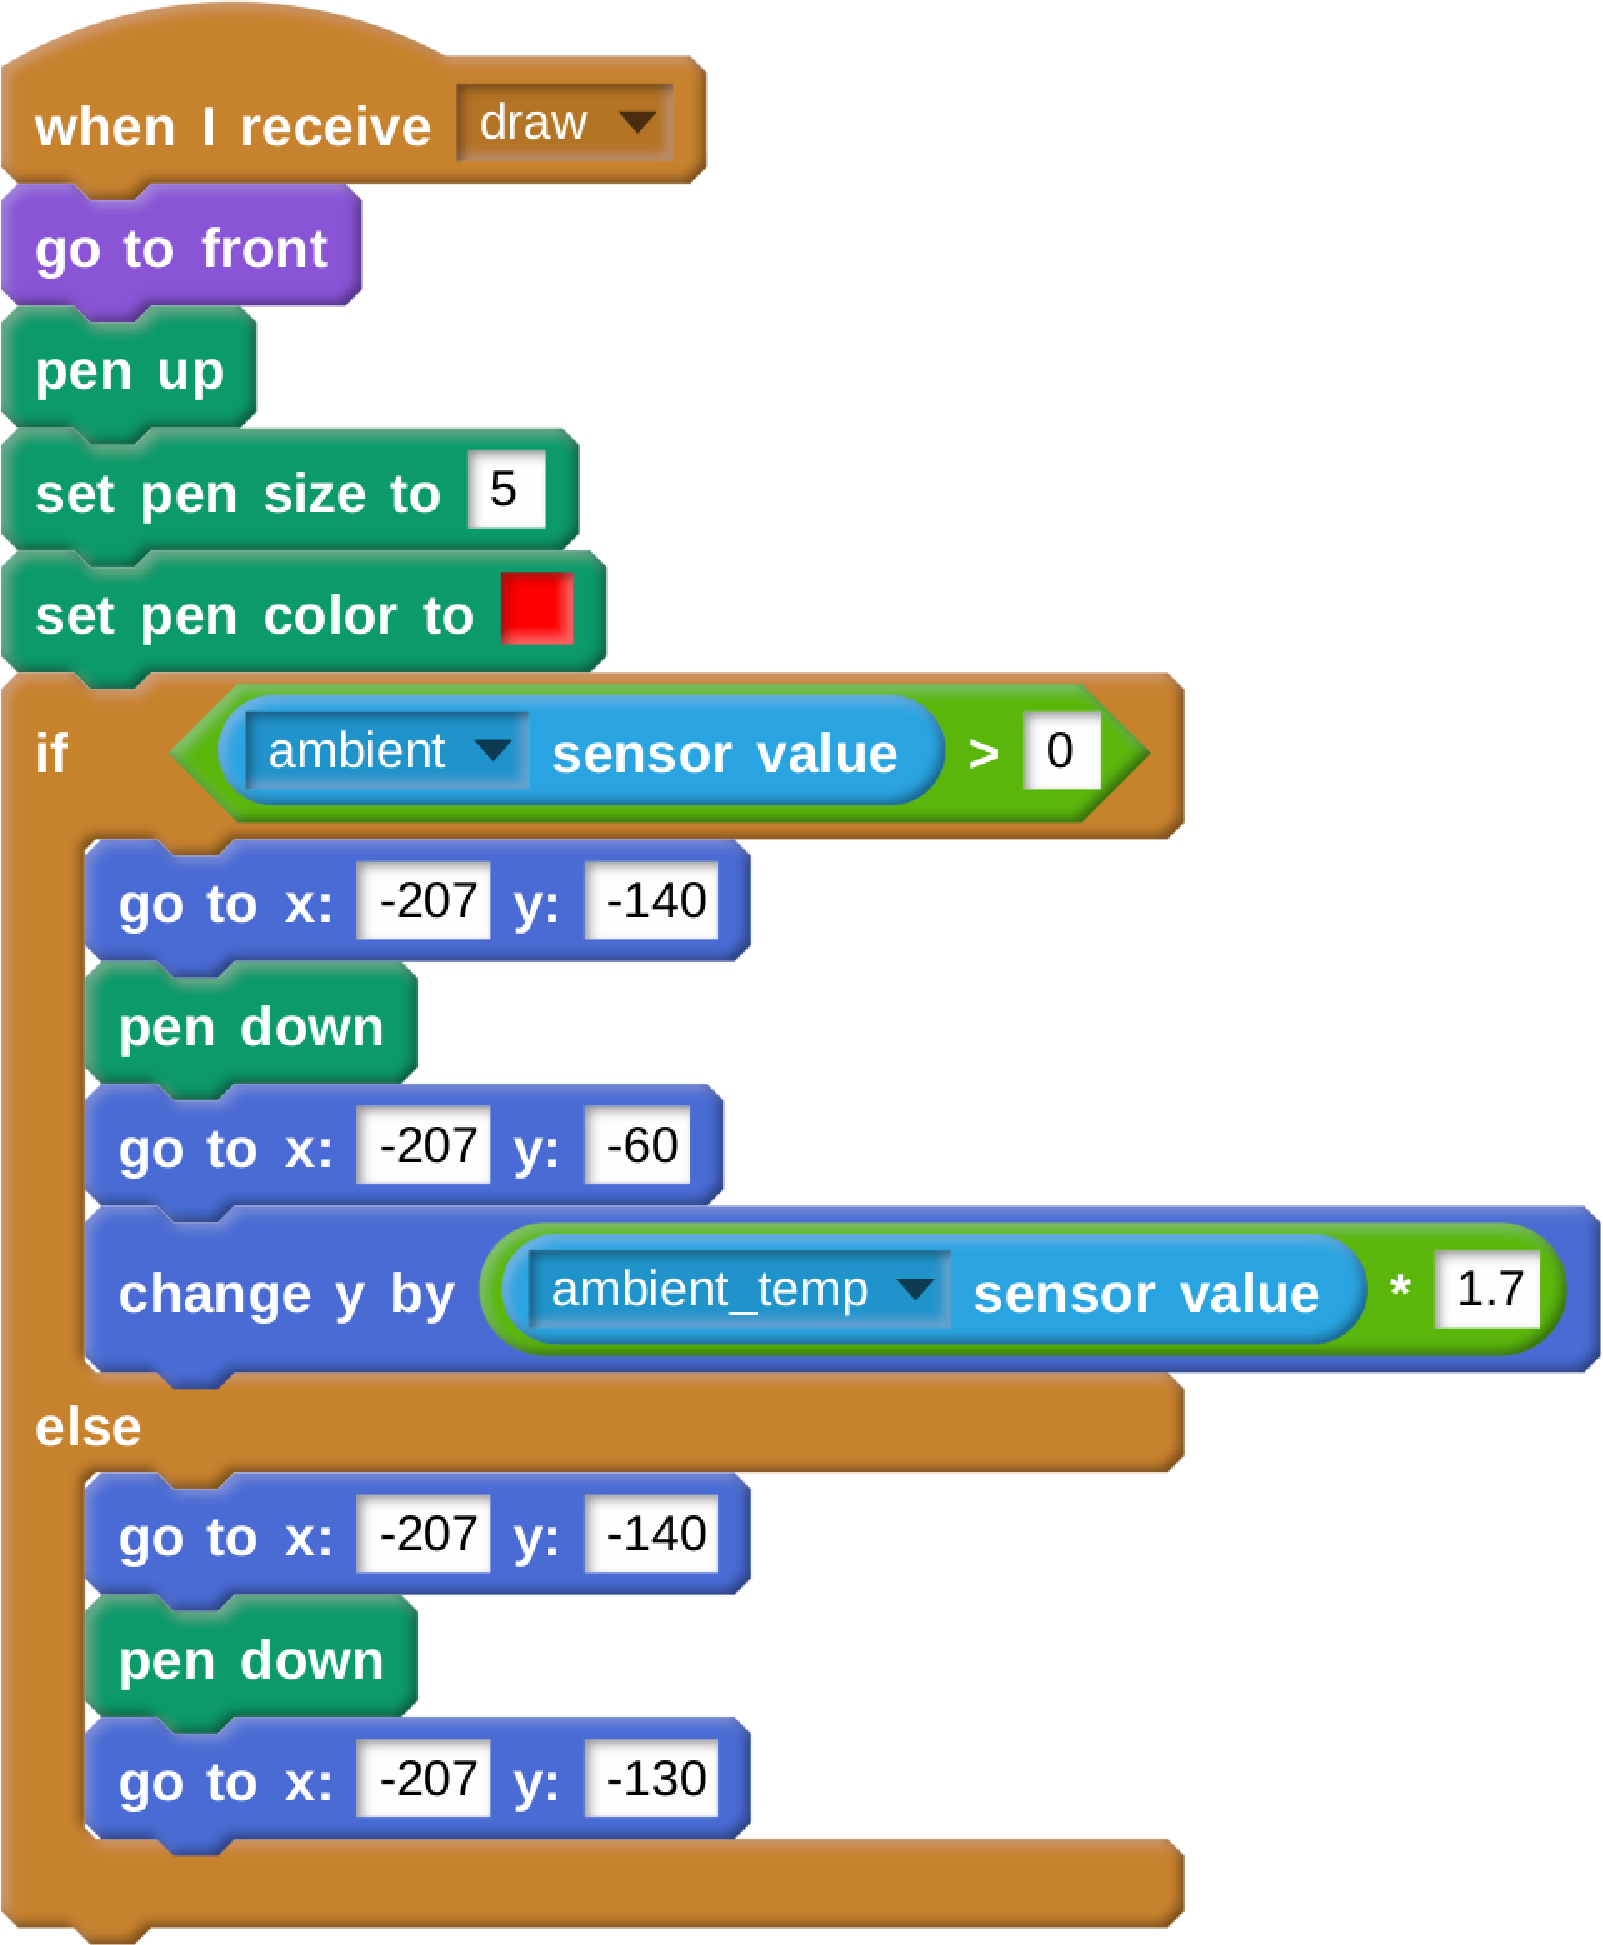 when I receive draw
go to front
pen up
set pen size to 5
set pen color to
if ambient sensor value > 0
go to x: -207 y: -140
pen down
go to x: -207 y: -60
change y by ambient_temp sensor value * 1.7
else
go to x: -207 y: -140
pen down
go to x: -207 y: -130